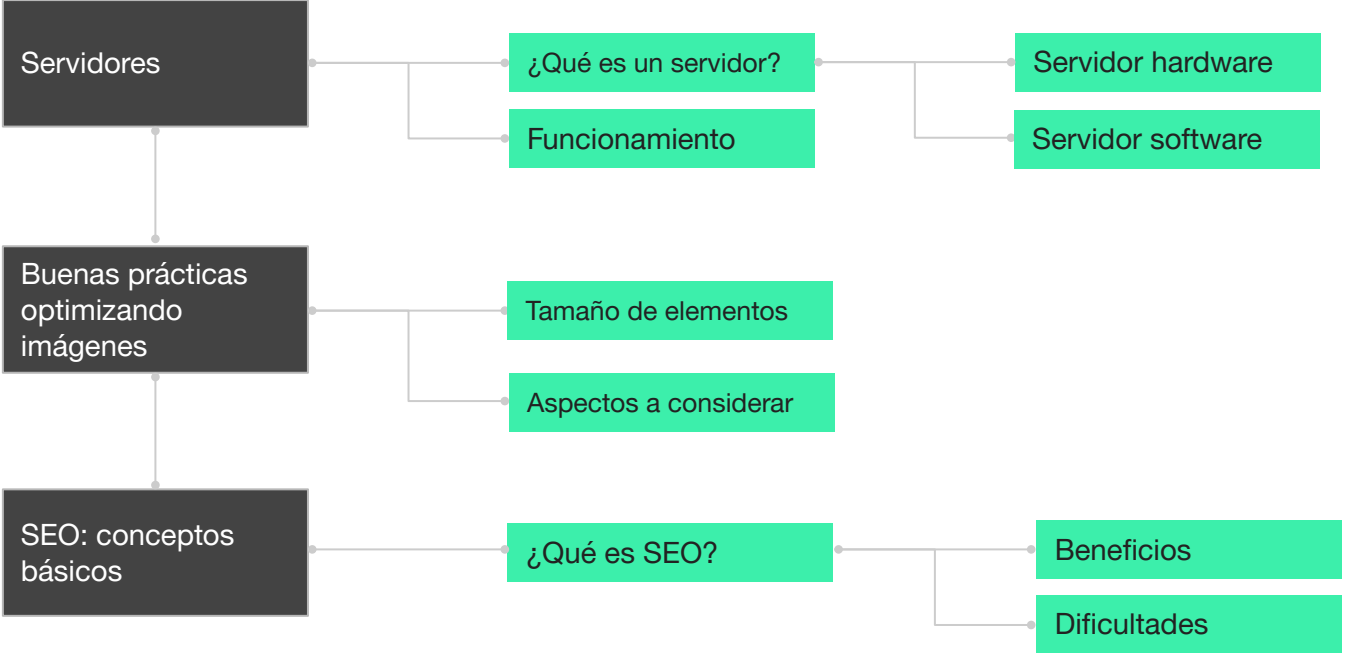 Servidores
¿Qué es un servidor?
Servidor hardware
Funcionamiento
Servidor software
Buenas prácticas
optimizando
imágenes
Tamaño de elementos
Aspectos a considerar
SEO: conceptos
básicos
¿Qué es SEO?
Beneficios
Dificultades